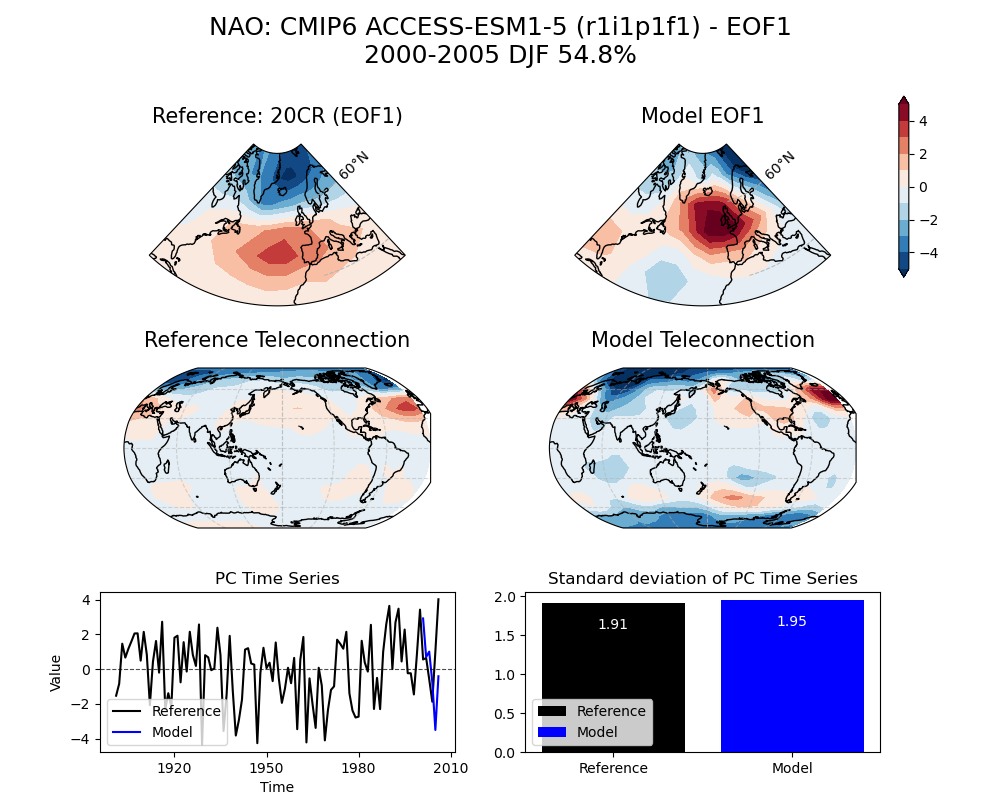 NAO: CMIP6 ACCESS-ESM1-5 (r1i1p1f1) - EOF1
2000-2005 DJF 54.8%
Reference: 20CR (EOF1)
Model EOF1
60°N
60°N
4
2
0
−2
−4
Reference Teleconnection
Model Teleconnection
PC Time Series
Value
4
2
0
−2
−4
Reference
Model
1920
1950
1980
2010
Time
Standard deviation of PC Time Series
2.0
1.5
1.0
0.5
0.0
1.91
1.95
Reference
Model
Reference
Model